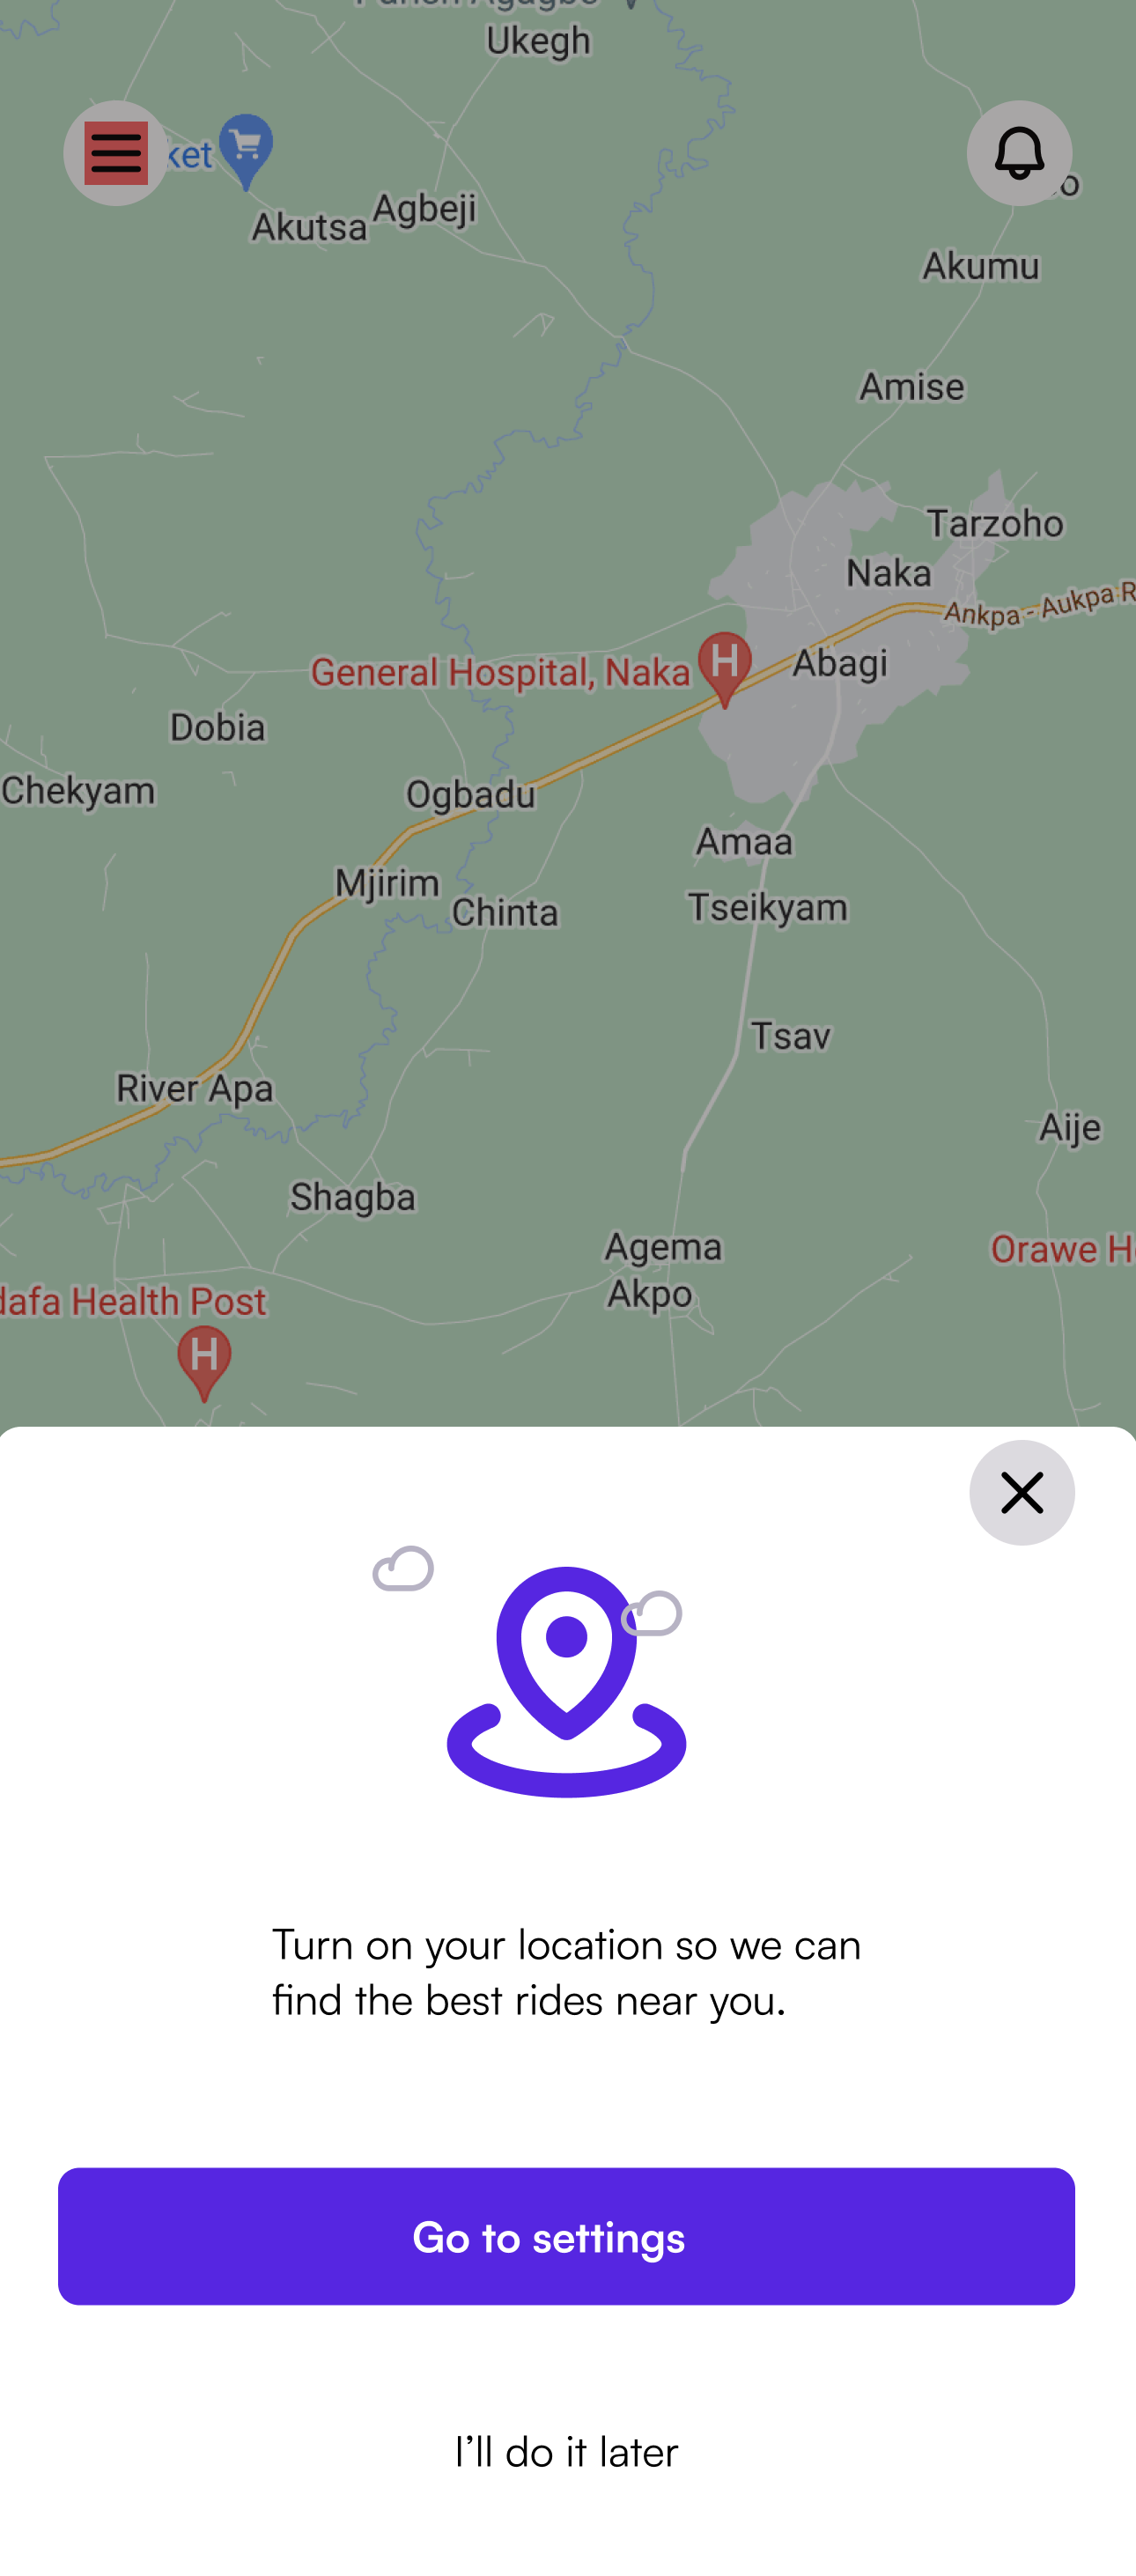 Ukegh
ket
Akutsa
Agbeji
Akumu
Amise
Tarzoho
Naka
Ankpa - Aukpa R
General Hospital, Naka
H
Abagi
Dobia
Chekyam
Ogbadu
Amaa
Mjirim
Chinta
Tseikyam
Tsav
River Apa
Aije
Shagba
Agema
Akpo
Orawe H
dafa Health Post
H
Turn on your location so we can
find the best rides near you.
Go to settings
I’ll do it later